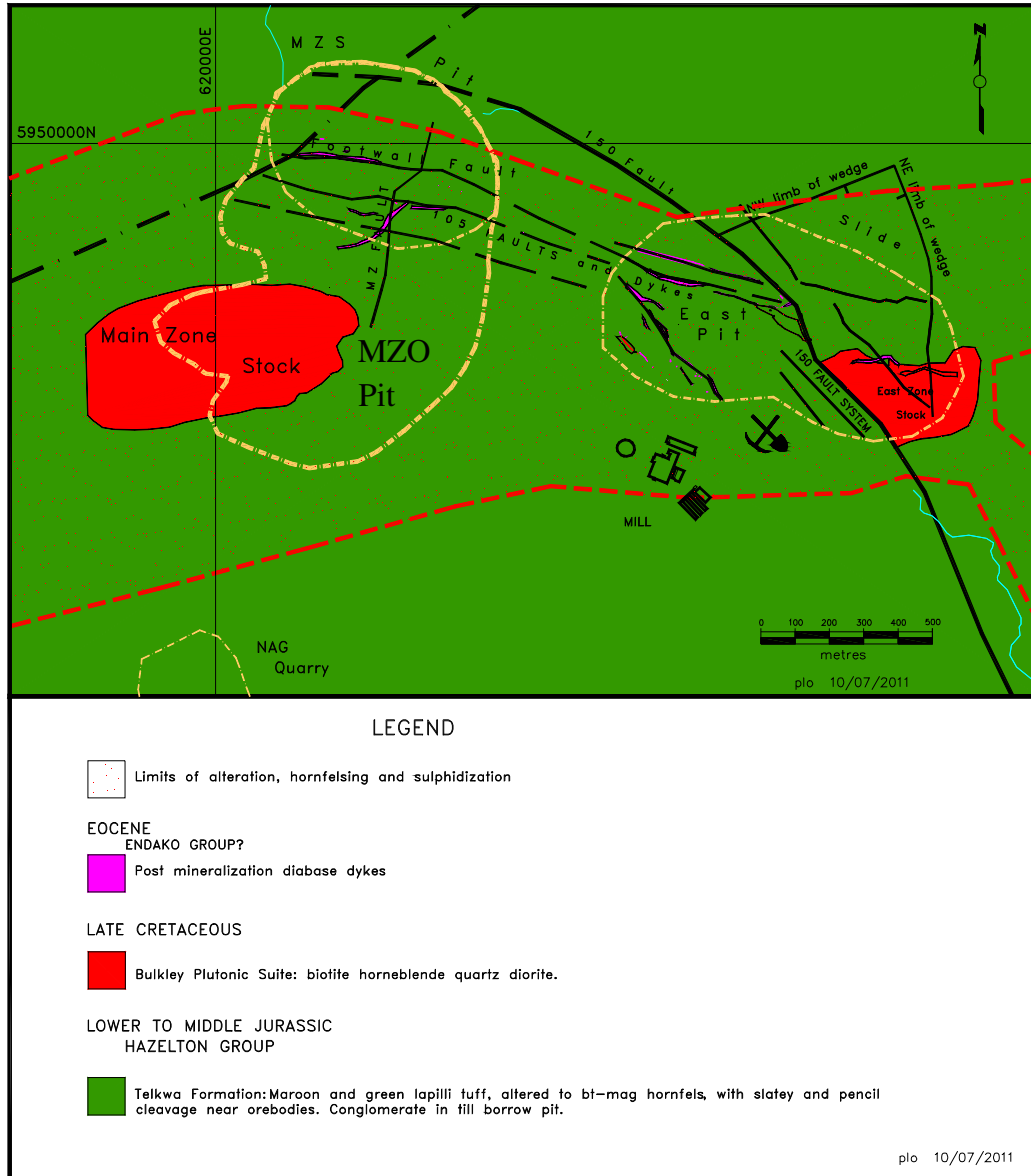 M Z S
Pit
620000E
N
5950000N
Footwall Fault
150 Fault
NNW limb of wedge
NE limb of wedge
Slide
MZ FAULT
105 FAULTS and
Dykes
East
Pit
Main Zone
Stock
MZO
Pit
150 FAULT SYSTEM
East Zone
Stock
MILL
NAG
Quarry
0 100 200 300 400 500
metres
plo 10/07/2011
LEGEND
Limits of alteration, hornfelsing and sulphidization
EOCENE
ENDAKO GROUP?
Post mineralization diabase dykes
LATE CRETACEOUS
Bulkley Plutonic Suite: biotite horneblende quartz diorite.
LOWER TO MIDDLE JURASSIC
HAZELTON GROUP
Telkwa Formation: Maroon and green lapilli tuff, altered to bt-mag hornfels, with slatey and pencil
cleavage near orebodies. Conglomerate in till borrow pit.
plo 10/07/2011